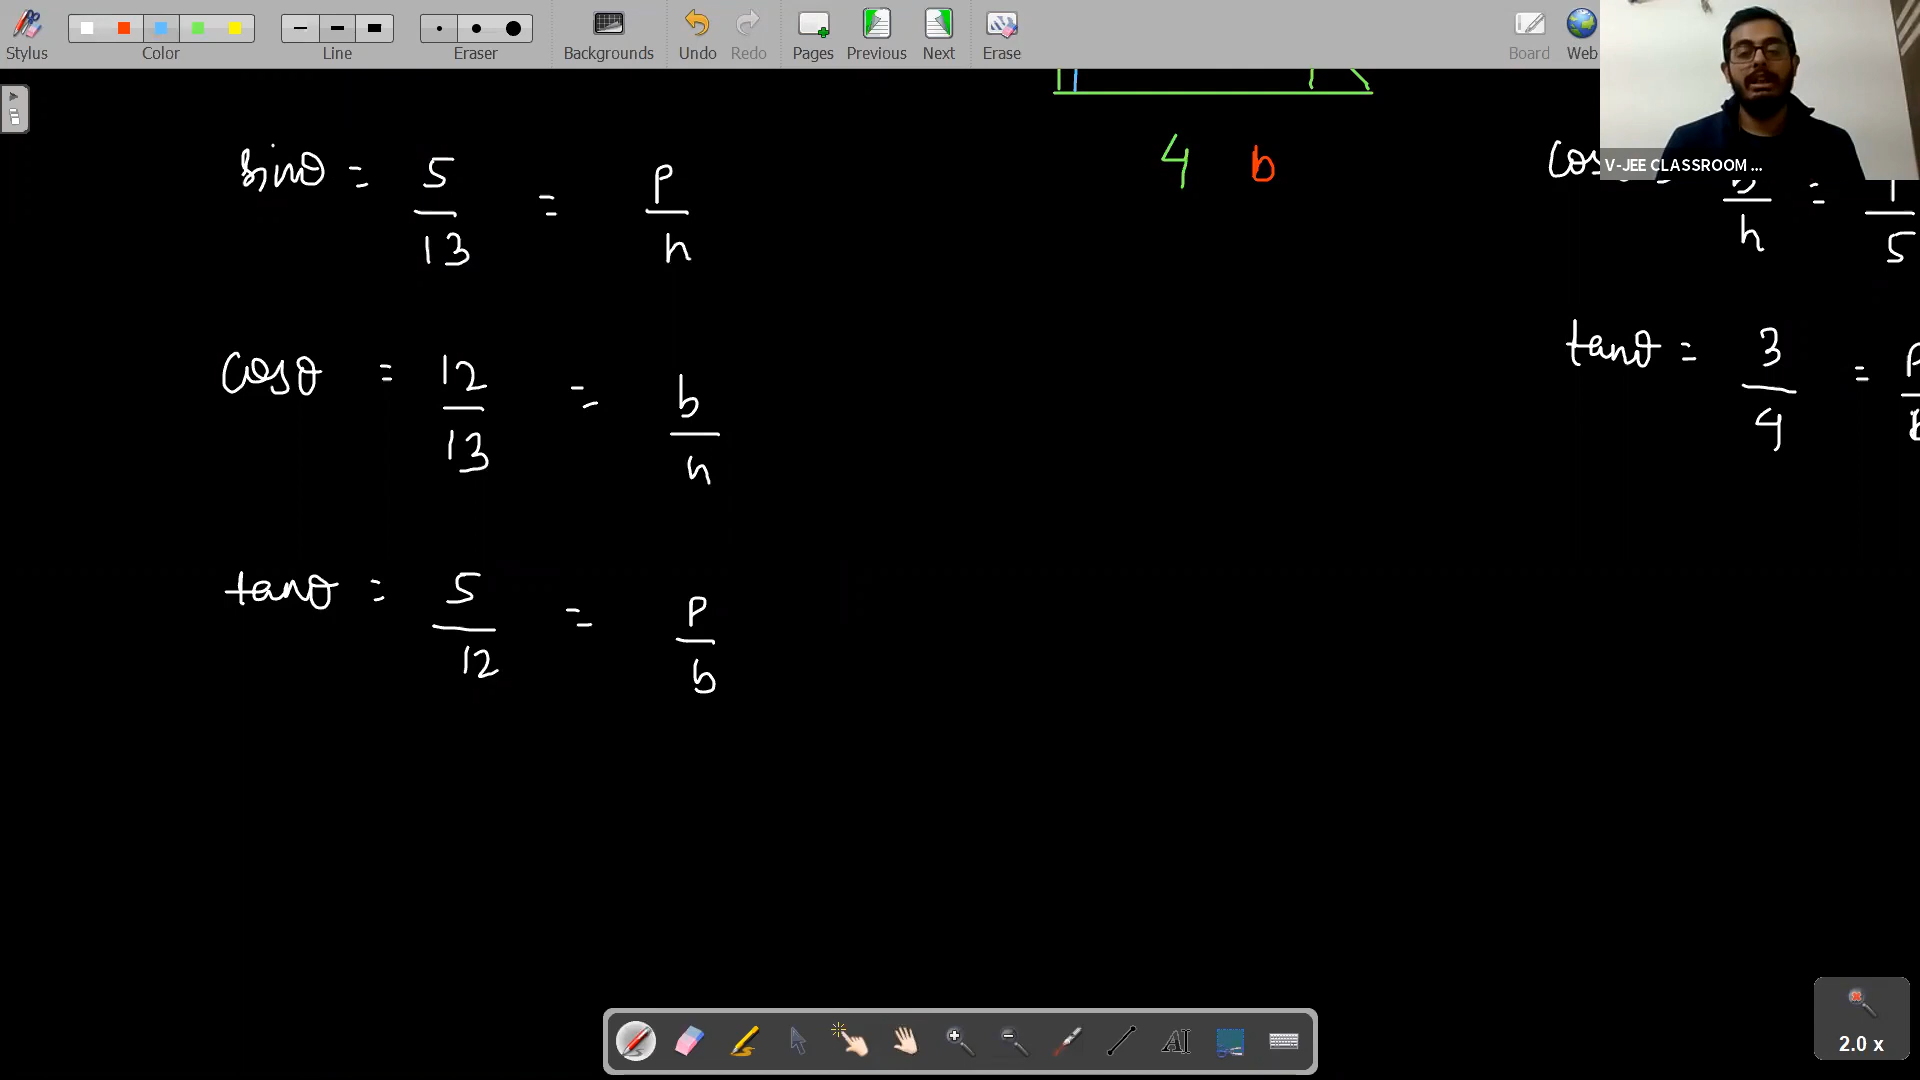 Stylus Color Line Eraser Backgrounds Undo Redo Pages Previous Next Erase Board Web
V-JEE CLASSROOM ...
sinθ = 5/13 = p/h
4 b
= b/h = /5
cosθ = 12/13 = b/h
tanθ = 3/4 =
tanθ = 5/12 = p/b
2.0 x